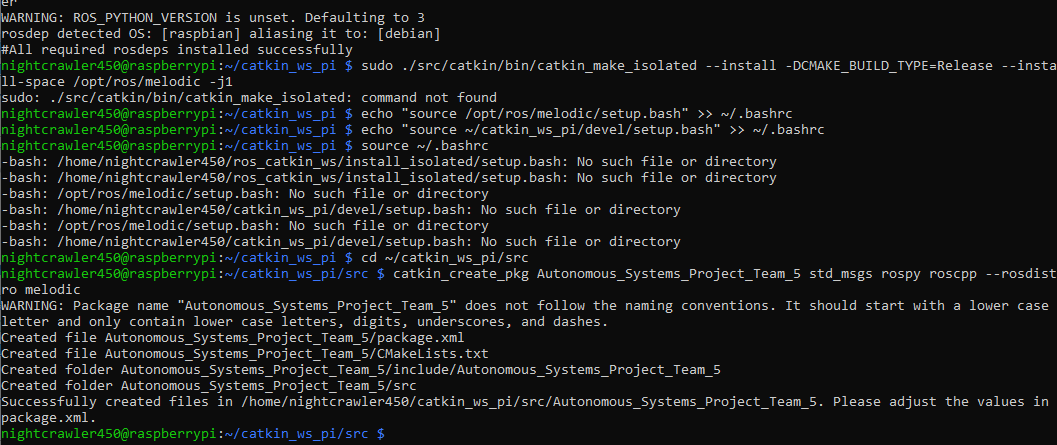 er
WARNING: ROS_PYTHON_VERSION is unset. Defaulting to 3
rosdep detected OS: [raspbian] aliasing it to: [debian]
#All required rosdeps installed successfully
nightcrawler450@raspberrypi:~/catkin_ws_pi $ sudo ./src/catkin/bin/catkin_make_isolated --install -DCMAKE_BUILD_TYPE=Release --insta
ll-space /opt/ros/melodic -j1
sudo: ./src/catkin/bin/catkin_make_isolated: command not found
nightcrawler450@raspberrypi:~/catkin_ws_pi $ echo "source /opt/ros/melodic/setup.bash" >> ~/.bashrc
nightcrawler450@raspberrypi:~/catkin_ws_pi $ echo "source ~/catkin_ws_pi/devel/setup.bash" >> ~/.bashrc
nightcrawler450@raspberrypi:~/catkin_ws_pi $ source ~/.bashrc
-bash: /home/nightcrawler450/ros_catkin_ws/install_isolated/setup.bash: No such file or directory
-bash: /home/nightcrawler450/ros_catkin_ws/install_isolated/setup.bash: No such file or directory
-bash: /opt/ros/melodic/setup.bash: No such file or directory
-bash: /home/nightcrawler450/catkin_ws_pi/devel/setup.bash: No such file or directory
-bash: /opt/ros/melodic/setup.bash: No such file or directory
-bash: /home/nightcrawler450/catkin_ws_pi/devel/setup.bash: No such file or directory
nightcrawler450@raspberrypi:~/catkin_ws_pi $ cd ~/catkin_ws_pi/src
nightcrawler450@raspberrypi:~/catkin_ws_pi/src $ catkin_create_pkg Autonomous_Systems_Project_Team_5 std_msgs rospy roscpp --rosdist
ro melodic
WARNING: Package name "Autonomous_Systems_Project_Team_5" does not follow the naming conventions. It should start with a lower case
letter and only contain lower case letters, digits, underscores, and dashes.
Created file Autonomous_Systems_Project_Team_5/package.xml
Created file Autonomous_Systems_Project_Team_5/CMakeLists.txt
Created folder Autonomous_Systems_Project_Team_5/include/Autonomous_Systems_Project_Team_5
Created folder Autonomous_Systems_Project_Team_5/src
Successfully created files in /home/nightcrawler450/catkin_ws_pi/src/Autonomous_Systems_Project_Team_5. Please adjust the values in
package.xml.
nightcrawler450@raspberrypi:~/catkin_ws_pi/src $